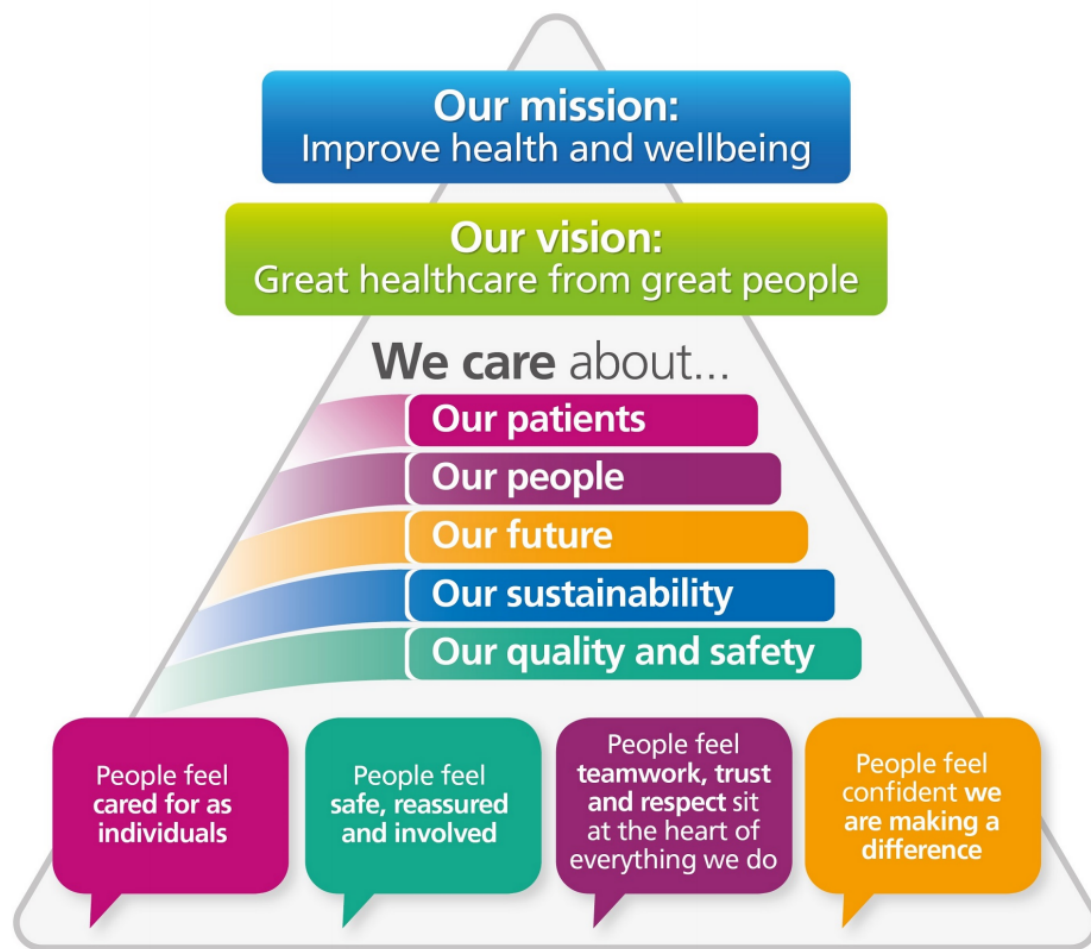 Our mission:
Improve health and wellbeing
Our vision:
Great healthcare from great people
We care about...
Our patients
Our people
Our future
Our sustainability
Our quality and safety
People feel
cared for as
individuals
People feel
safe, reassured
and involved
People feel
teamwork, trust
and respect sit
at the heart of
everything we do
People feel
confident we
are making a
difference